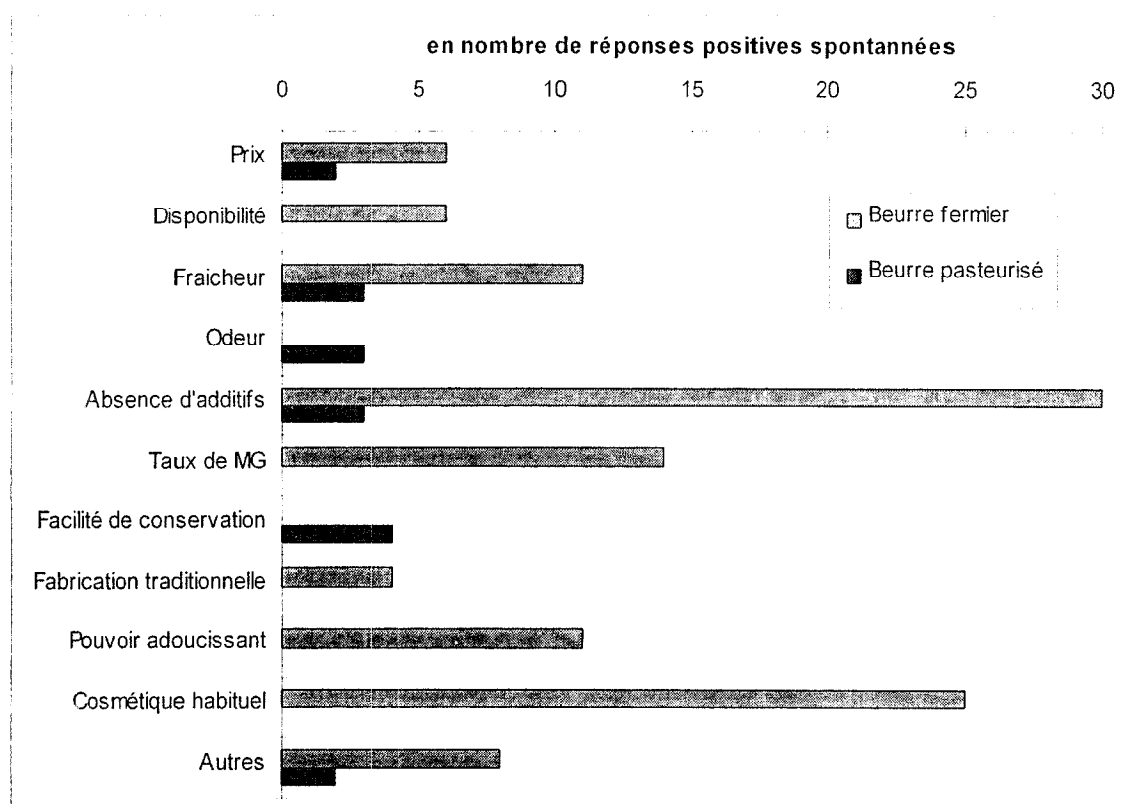 en nombre de réponses positives spontannées
0 5 10 15 20 25 30
Prix
Disponibilité
Fraicheur
Odeur
Absence d'additifs
Taux de MG
Facilité de conservation
Fabrication traditionnelle
Pouvoir adoucissant
Cosmétique habituel
Autres
Beurre fermier
Beurre pasteurisé